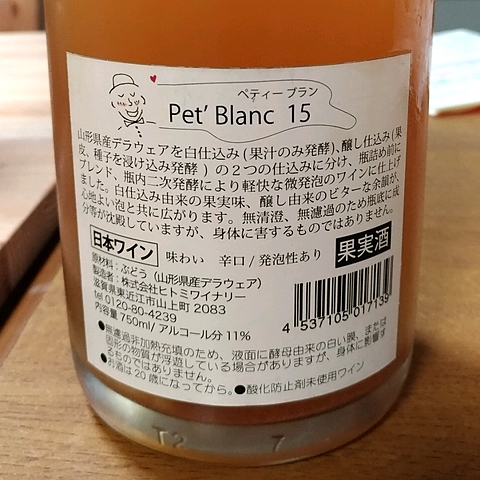 ペティー ブラン
Pet' Blanc 15
山形県産デラウェアを白仕込み(果汁のみ発酵)、醸し仕込み(果
皮、種子を浸け込み発酵)の２つの仕込みに分け、瓶詰め前に
ブレンド、瓶内二次発酵により軽快な微発泡のワインに仕上げ
ました。白仕込み由来の果実味、醸し由来のビターな余韻が、
心地よい泡と共に広がります。無清澄、無濾過のため瓶底に成
分等が沈殿していますが、身体に害するものではありません。
日本ワイン 味わい 辛口/発泡性あり 果実酒
原材料：ぶどう（山形県産デラウェア）
製造者：株式会社ヒトミワイナリー
滋賀県東近江市山上町 2083
tel 0120-80-4239
内容量 750ml/ アルコール分 11%
4 537105 017139
●無濾過非加熱充填のため、液面に酵母由来の白い膜、または
固形の物質が浮遊している場合がありますが、身体に影響す
るものではありません。
●お酒は20歳になってから。●酸化防止剤未使用ワイン
T2 7